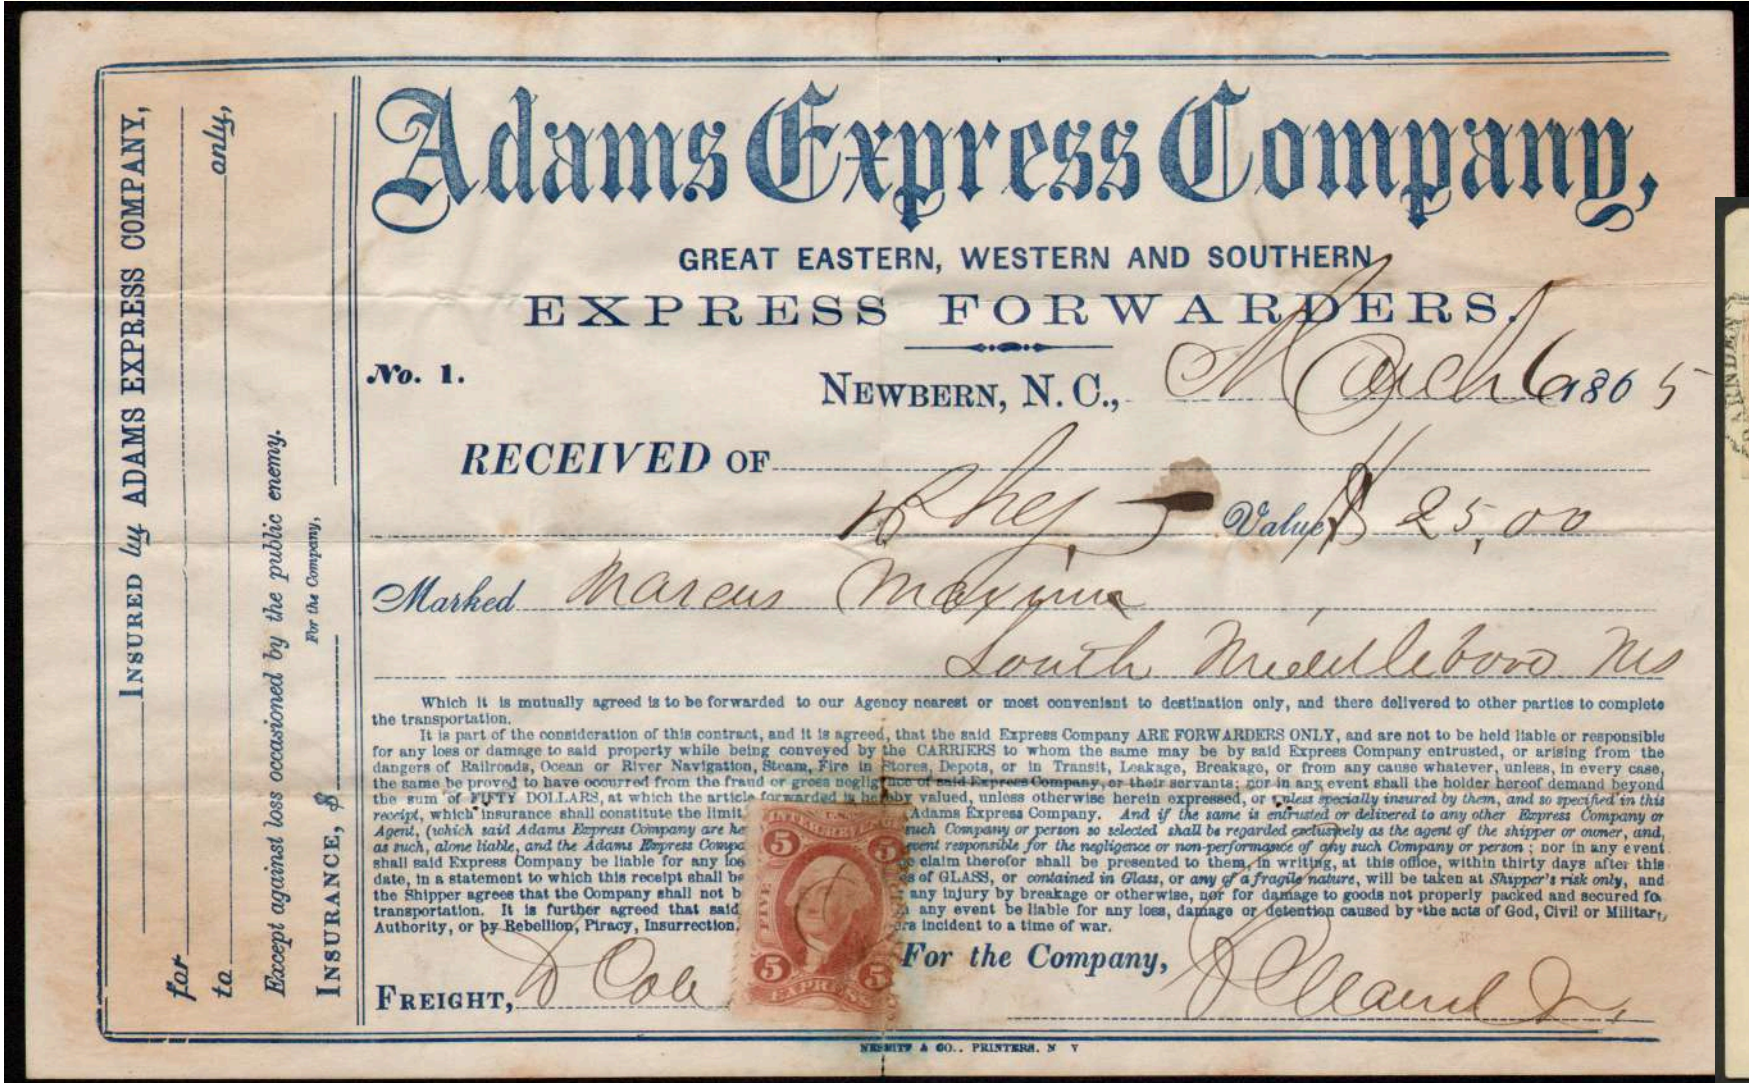 Adams Express Company,
GREAT EASTERN, WESTERN AND SOUTHERN
EXPRESS FORWARDERS.
No. 1.
NEWBERN, N. C., March 6 1865
RECEIVED OF
Value, $ 25,00
Marked Marcus Maxim
South Middleboro Ms
Which it is mutually agreed is to be forwarded to our Agency nearest or most convenient to destination only, and there delivered to other parties to complete
the transportation.
It is part of the consideration of this contract, and it is agreed, that the said Express Company ARE FORWARDERS ONLY, and are not to be held liable or responsible
for any loss or damage to said property while being conveyed by the CARRIERS to whom the same may be by said Express Company entrusted, or arising from the
dangers of Railroads, Ocean or River Navigation, Steam, Fire in Stores, Depots, or in Transit, Leakage, Breakage, or from any cause whatever, unless, in every case,
the same be proved to have occurred from the fraud or gross negligence of said Express Company, or their servants; nor in any event shall the holder hereof demand beyond
the sum of FIFTY DOLLARS, at which the article forwarded is hereby valued, unless otherwise herein expressed, or unless specially insured by them, and so specified in this
receipt, which insurance shall constitute the limit Adams Express Company. And if the same is entrusted or delivered to any other Express Company or
Agent, (which said Adams Express Company are he such Company or person so selected shall be regarded exclusively as the agent of the shipper or owner, and,
as such, alone liable, and the Adams Express Compa event responsible for the negligence or non-performance of any such Company or person; nor in any event
shall said Express Company be liable for any los claim therefor shall be presented to them, in writing, at this office, within thirty days after this
date, in a statement to which this receipt shall be s of GLASS, or contained in Glass, or any of a fragile nature, will be taken at Shipper's risk only, and
the Shipper agrees that the Company shall not b any injury by breakage or otherwise, nor for damage to goods not properly packed and secured fo
transportation. It is further agreed that said any event be liable for any loss, damage or detention caused by the acts of God, Civil or Military
Authority, or by Rebellion, Piracy, Insurrection, rs incident to a time of war.
For the Company,
FREIGHT, D Cole
NESBITT & CO., PRINTERS, N Y
INSURED by ADAMS EXPRESS COMPANY,
for
to only,
Except against loss occasioned by the public enemy.
For the Company,
INSURANCE, $
U.S. INTER. REV.
5 5
FIVE
5 5
EXPRESS